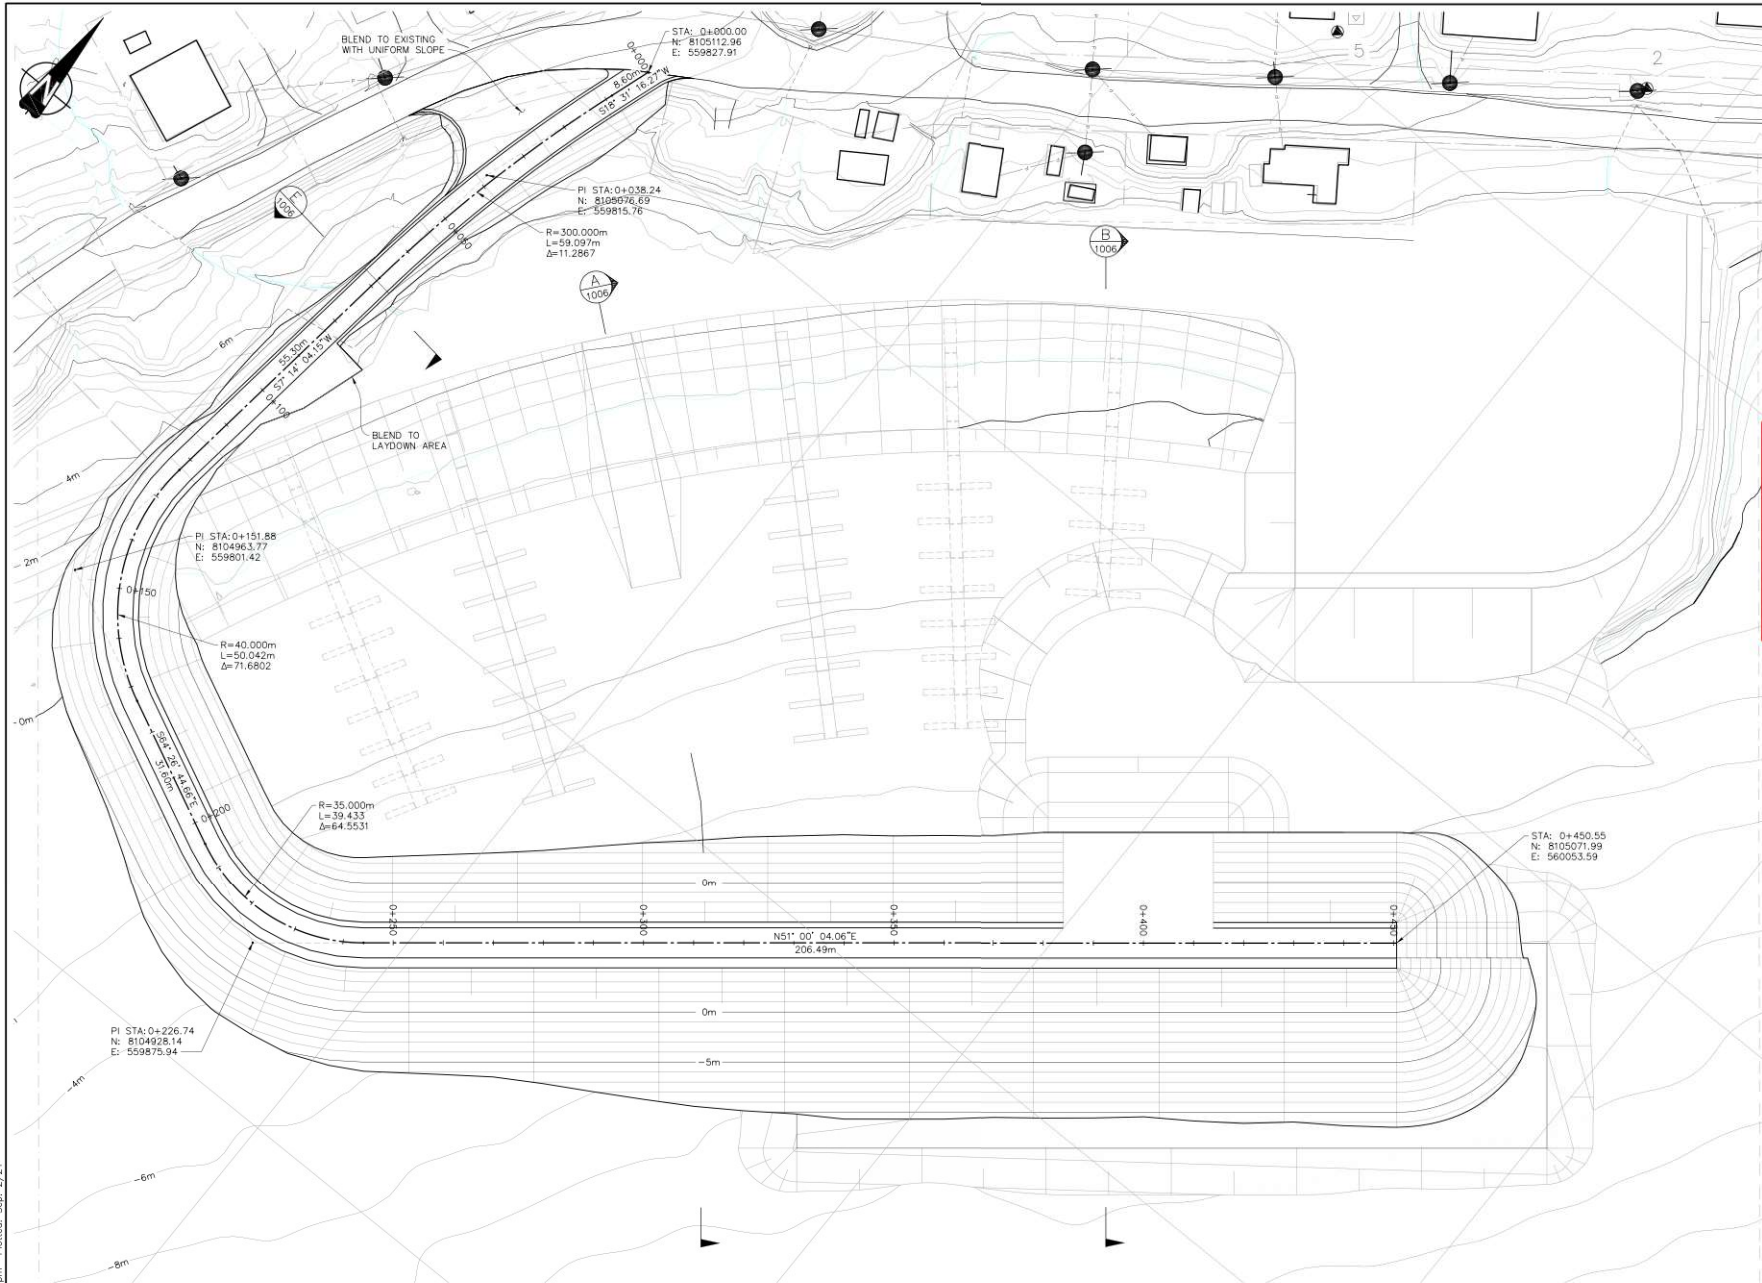 BLEND TO EXISTING
WITH UNIFORM SLOPE
0+000
STA: 0+000.00
N: 8105112.96
E: 559827.91
8.60m
S18° 31' 16.27"W
5
2
N
E
1006
PI STA: 0+038.24
N: 8105076.69
E: 559815.76
0+050
R=300.000m
L=59.097m
Δ=11.2867
A
1006
B
1006
6m
55.30m
S7° 14' 04.15"W
0+100
BLEND TO
LAYDOWN AREA
4m
2m
PI STA: 0+151.88
N: 8104963.77
E: 559801.42
0+150
R=40.000m
L=50.042m
Δ=71.6802
0m
S64° 26' 44.66"E
31.60m
0+200
R=35.000m
L=39.433
Δ=64.5531
STA: 0+450.55
N: 8105071.99
E: 560053.59
0m
0+250
0+300
0+350
0+400
0+450
N51° 00' 04.06"E
206.49m
0m
PI STA: 0+226.74
N: 8104928.14
E: 559875.94
-5m
-4m
-6m
-8m